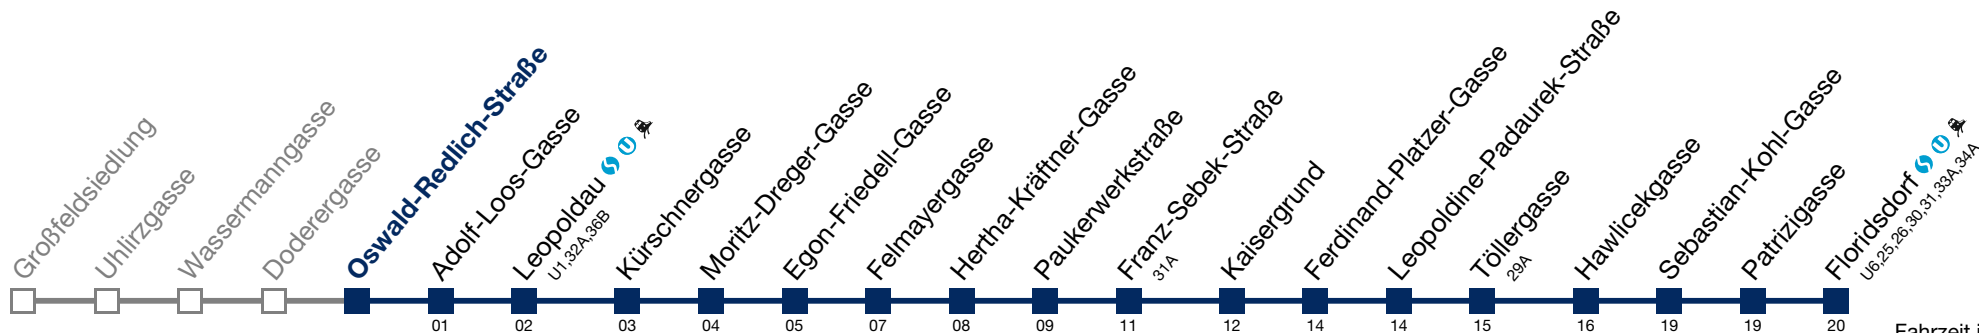 Großfeldsiedlung
Uhlirzgasse
Wassermanngasse
Doderergasse
Oswald-Redlich-Straße
Adolf-Loos-Gasse
Leopoldau S U
U1,32A,36B
Kürschnergasse
Moritz-Dreger-Gasse
Egon-Friedell-Gasse
Felmayergasse
Hertha-Kräftner-Gasse
Paukerwerkstraße
Franz-Sebek-Straße
31A
Kaisergrund
Ferdinand-Platzer-Gasse
Leopoldine-Padaurek-Straße
Töllergasse
29A
Hawlicekgasse
Sebastian-Kohl-Gasse
Patrizigasse
Floridsdorf S U
U6,25,26,30,31,33A,34A
01 02 03 04 05 07 08 09 11 12 14 14 15 16 19 19 20
Fahrzeit i